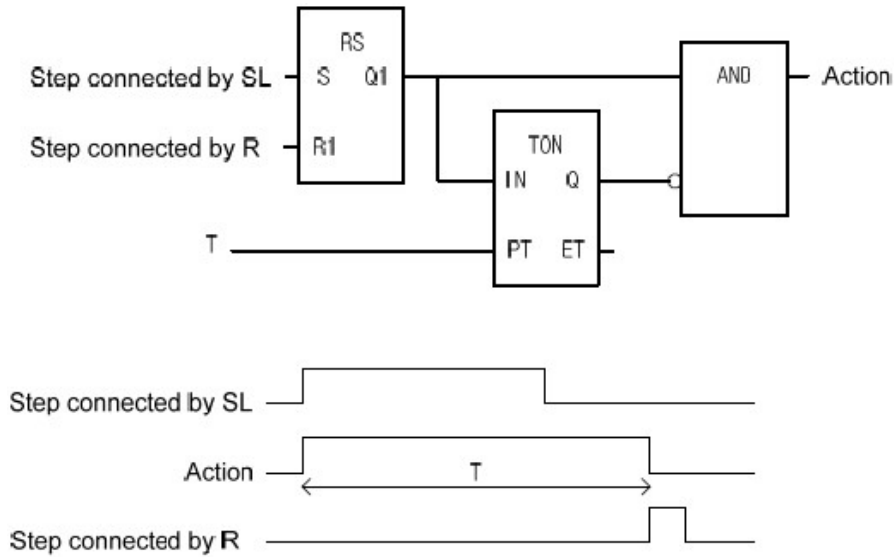 RS
Step connected by SL
S Q1
AND
Action
Step connected by R
R1
TON
IN Q
T
PT ET
Step connected by SL
Action
T
Step connected by R